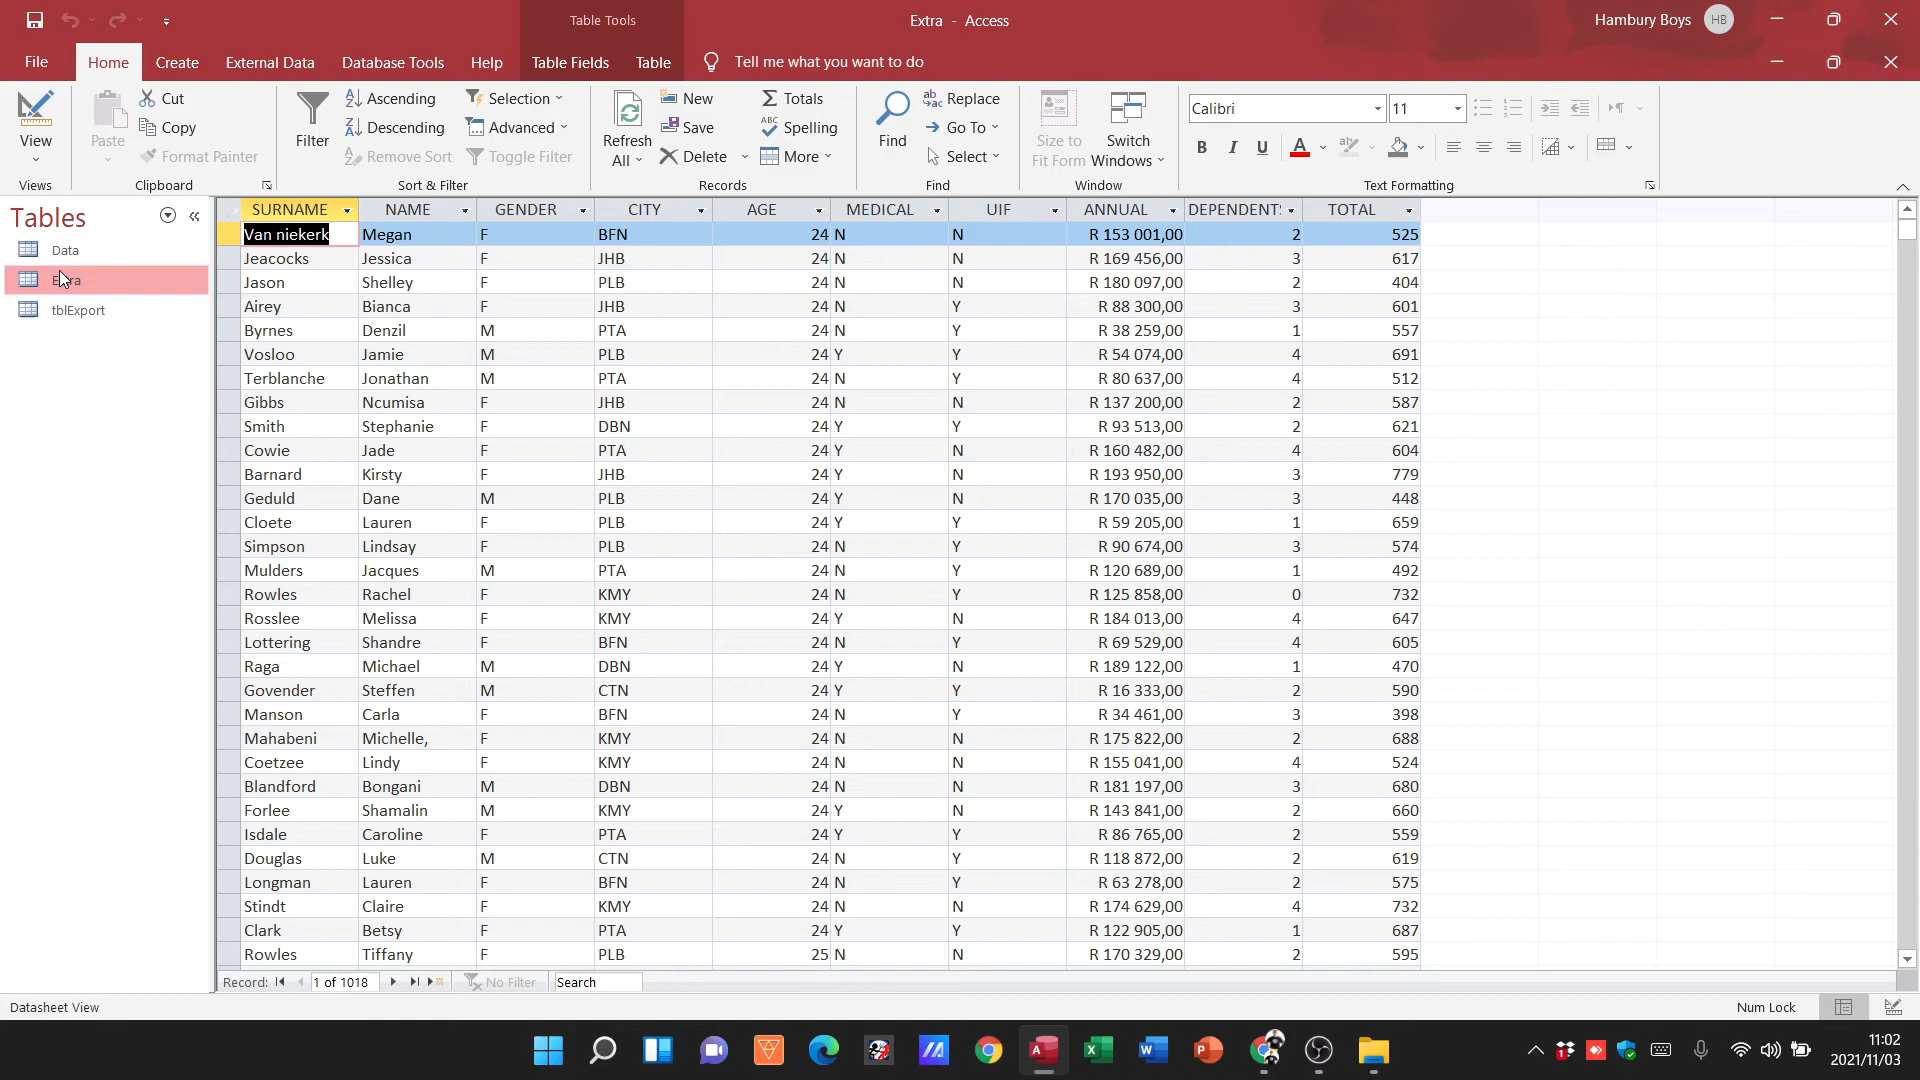 Table Tools
Extra - Access
Hambury Boys HB
File Home Create External Data Database Tools Help Table Fields Table Tell me what you want to do
View
Views
Paste
Cut
Copy
Format Painter
Clipboard
Filter
Ascending
Descending
Remove Sort
Selection
Advanced
Toggle Filter
Sort & Filter
Refresh All
New
Save
Delete
Totals
Spelling
More
Records
Find
Replace
Go To
Select
Find
Size to Fit Form
Switch Windows
Window
Calibri 11
B I U A
Text Formatting
Tables
Data
tblExport
SURNAME NAME GENDER CITY AGE MEDICAL UIF ANNUAL DEPENDENTS TOTAL
Van niekerk Megan F BFN 24 N N R 153 001,00 2 525
Jeacocks Jessica F JHB 24 N N R 169 456,00 3 617
Jason Shelley F PLB 24 N N R 180 097,00 2 404
Airey Bianca F JHB 24 N Y R 88 300,00 3 601
Byrnes Denzil M PTA 24 N Y R 38 259,00 1 557
Vosloo Jamie M PLB 24 Y Y R 54 074,00 4 691
Terblanche Jonathan M PTA 24 N Y R 80 637,00 4 512
Gibbs Ncumisa F JHB 24 N N R 137 200,00 2 587
Smith Stephanie F DBN 24 Y Y R 93 513,00 2 621
Cowie Jade F PTA 24 Y N R 160 482,00 4 604
Barnard Kirsty F JHB 24 Y N R 193 950,00 3 779
Geduld Dane M PLB 24 Y Y R 170 035,00 3 448
Cloete Lauren F PLB 24 Y Y R 59 205,00 1 659
Simpson Lindsay F PLB 24 N Y R 90 674,00 3 574
Mulders Jacques M PTA 24 N Y R 120 689,00 1 492
Rowles Rachel F KMY 24 N Y R 125 858,00 0 732
Rosslee Melissa F KMY 24 Y N R 184 013,00 4 647
Lottering Shandre F BFN 24 N Y R 69 529,00 4 605
Raga Michael M DBN 24 Y N R 189 122,00 1 470
Govender Steffen M CTN 24 Y Y R 16 333,00 2 590
Manson Carla F BFN 24 N Y R 34 461,00 3 398
Mahabeni Michelle, F KMY 24 N N R 175 822,00 2 688
Coetzee Lindy F KMY 24 N N R 155 041,00 4 524
Blandford Bongani M DBN 24 N N R 181 197,00 3 680
Forlee Shamalin M KMY 24 Y N R 143 841,00 2 660
Isdale Caroline F PTA 24 Y Y R 86 765,00 2 559
Douglas Luke M CTN 24 N Y R 118 872,00 2 619
Longman Lauren F BFN 24 N Y R 63 278,00 2 575
Stindt Claire F KMY 24 N N R 174 629,00 4 732
Clark Betsy F PTA 24 Y Y R 122 905,00 1 687
Rowles Tiffany F PLB 25 N N R 170 329,00 2 595
Record: 1 of 1018 No Filter Search
Datasheet View Num Lock
11:02
2021/11/03